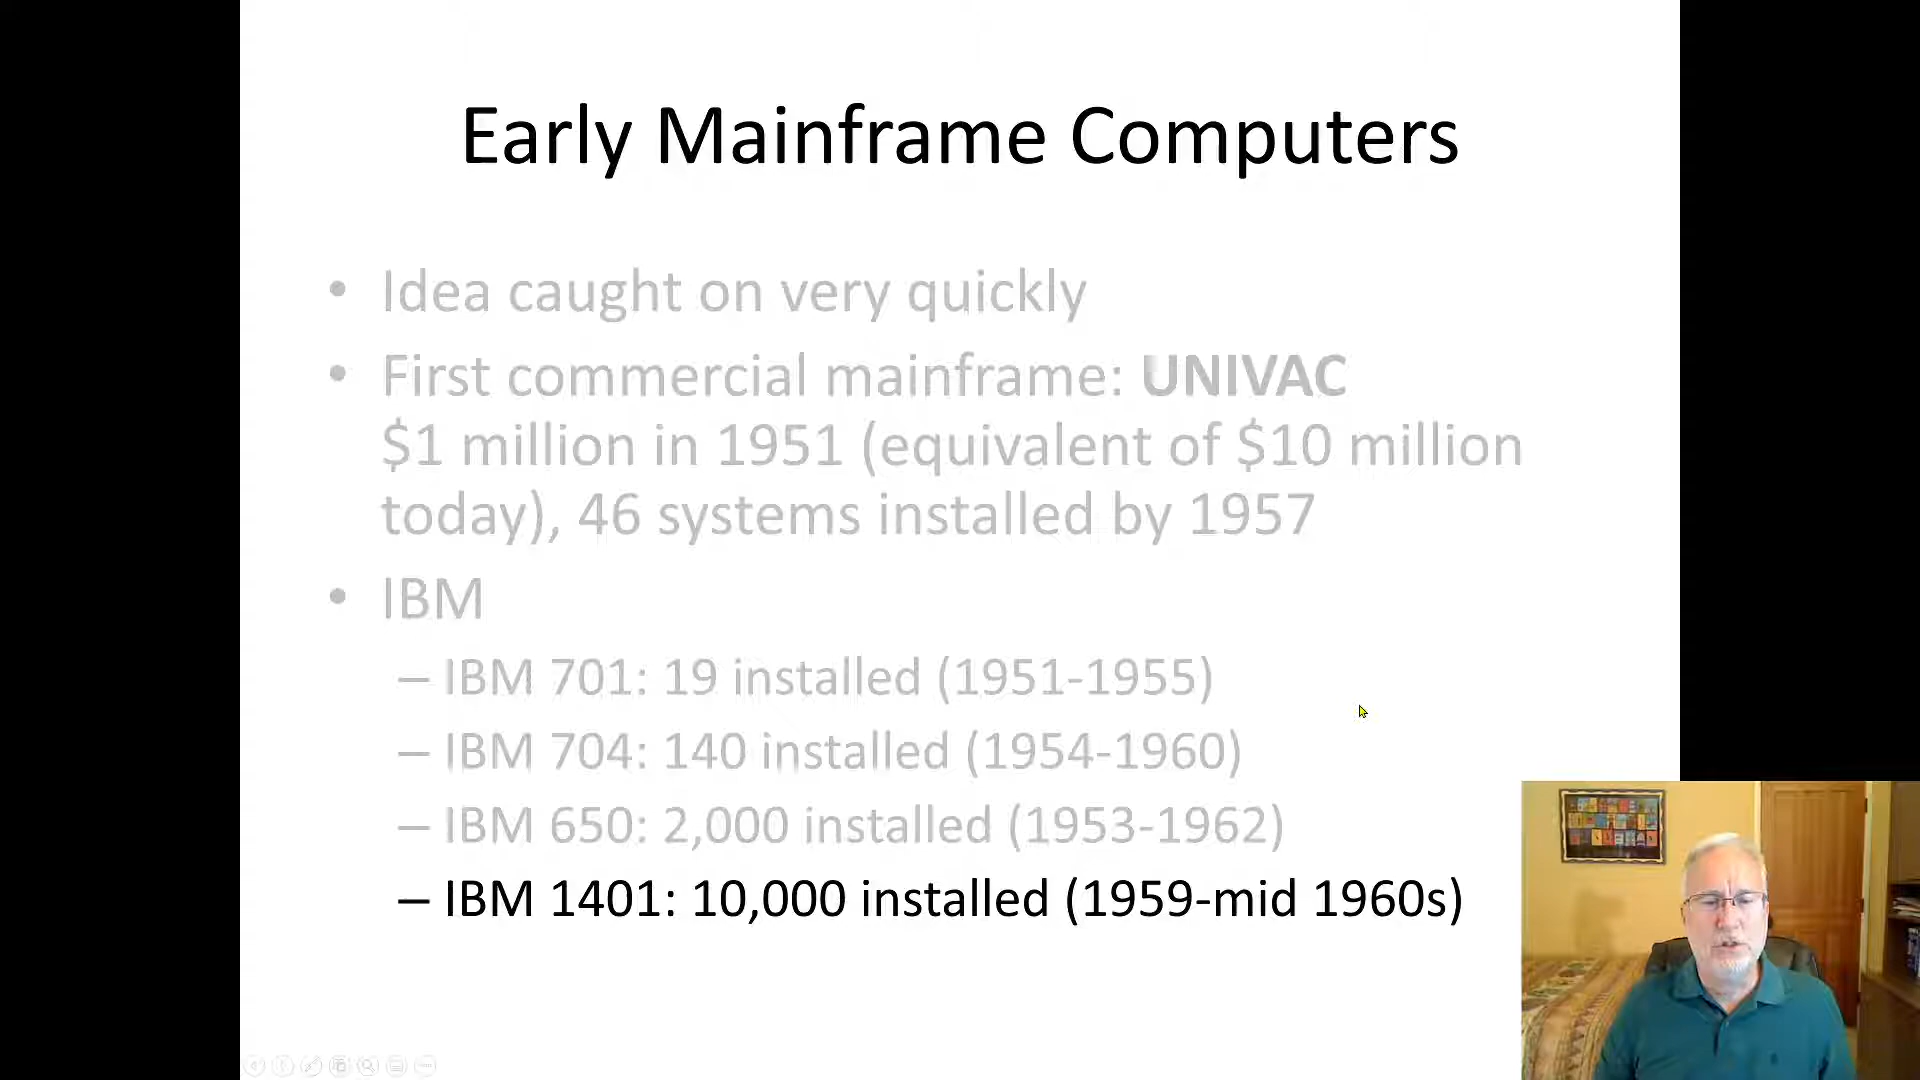 Early Mainframe Computers
• Idea caught on very quickly
• First commercial mainframe: UNIVAC
$1 million in 1951 (equivalent of $10 million
today), 46 systems installed by 1957
• IBM
– IBM 701: 19 installed (1951-1955)
– IBM 704: 140 installed (1954-1960)
– IBM 650: 2,000 installed (1953-1962)
– IBM 1401: 10,000 installed (1959-mid 1960s)